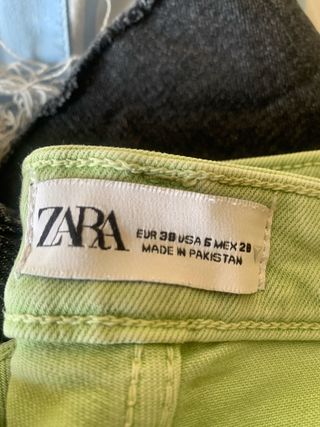 ZARA
EUR 38 USA 6 MEX 28
MADE IN PAKISTAN